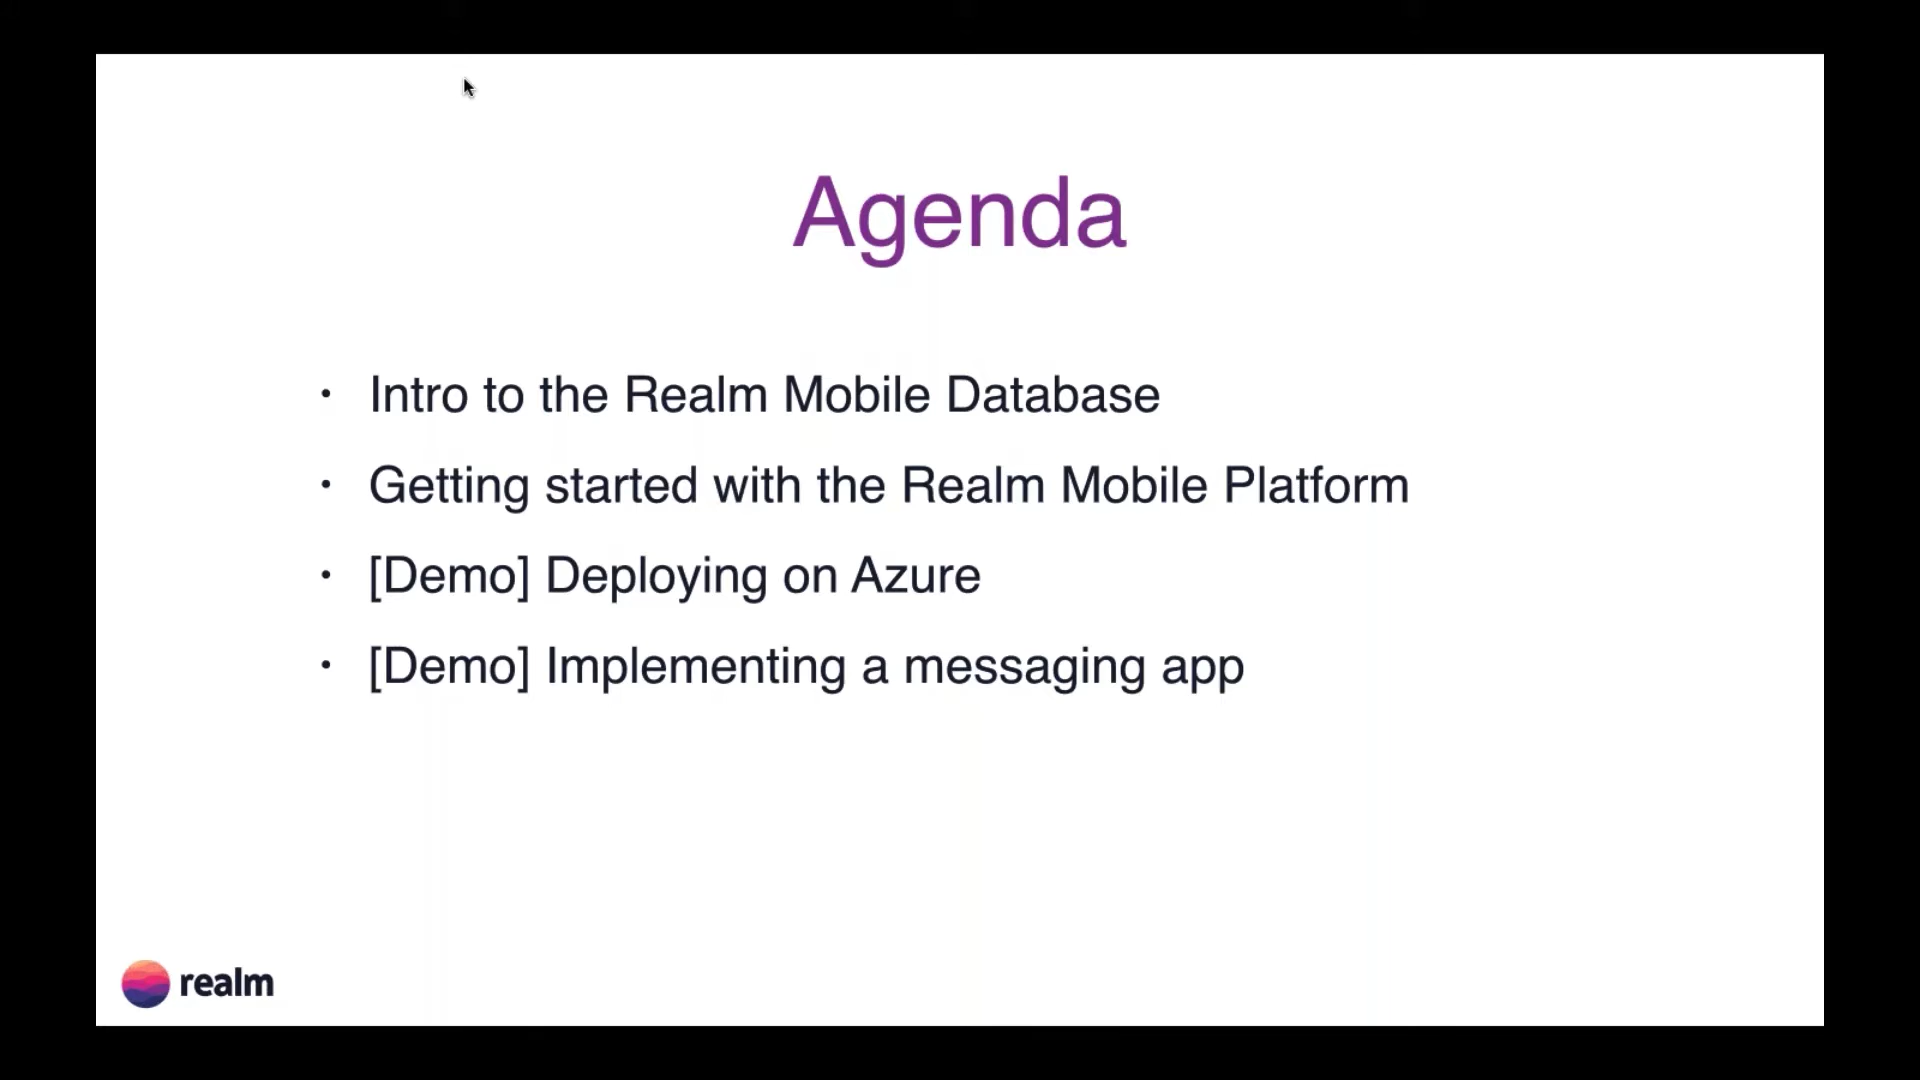 Agenda
• Intro to the Realm Mobile Database
• Getting started with the Realm Mobile Platform
• [Demo] Deploying on Azure
• [Demo] Implementing a messaging app
realm